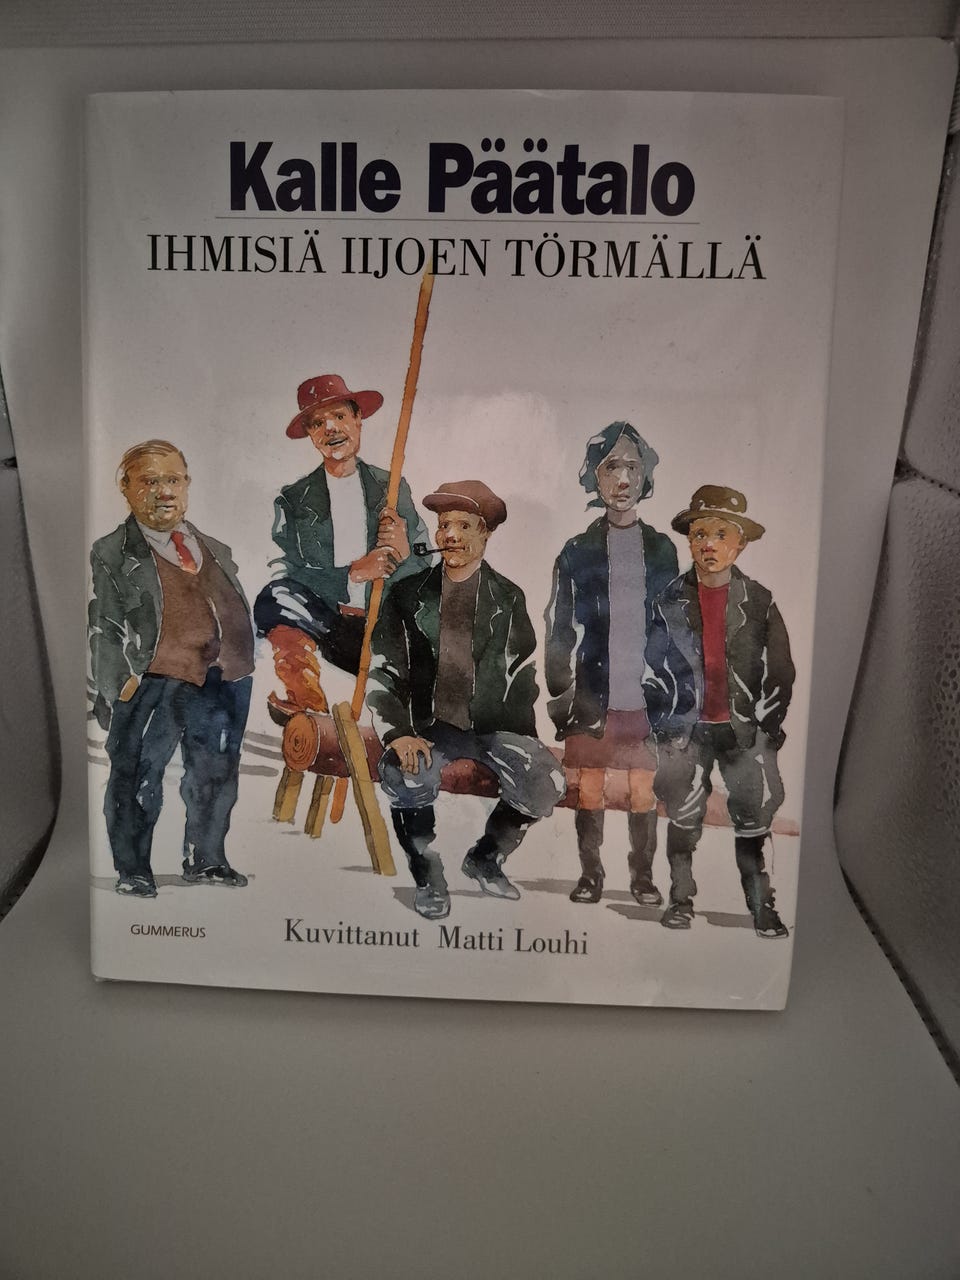 Kalle Päätalo
IHMISIÄ IIJOEN TÖRMÄLLÄ
GUMMERUS
Kuvittanut Matti Louhi